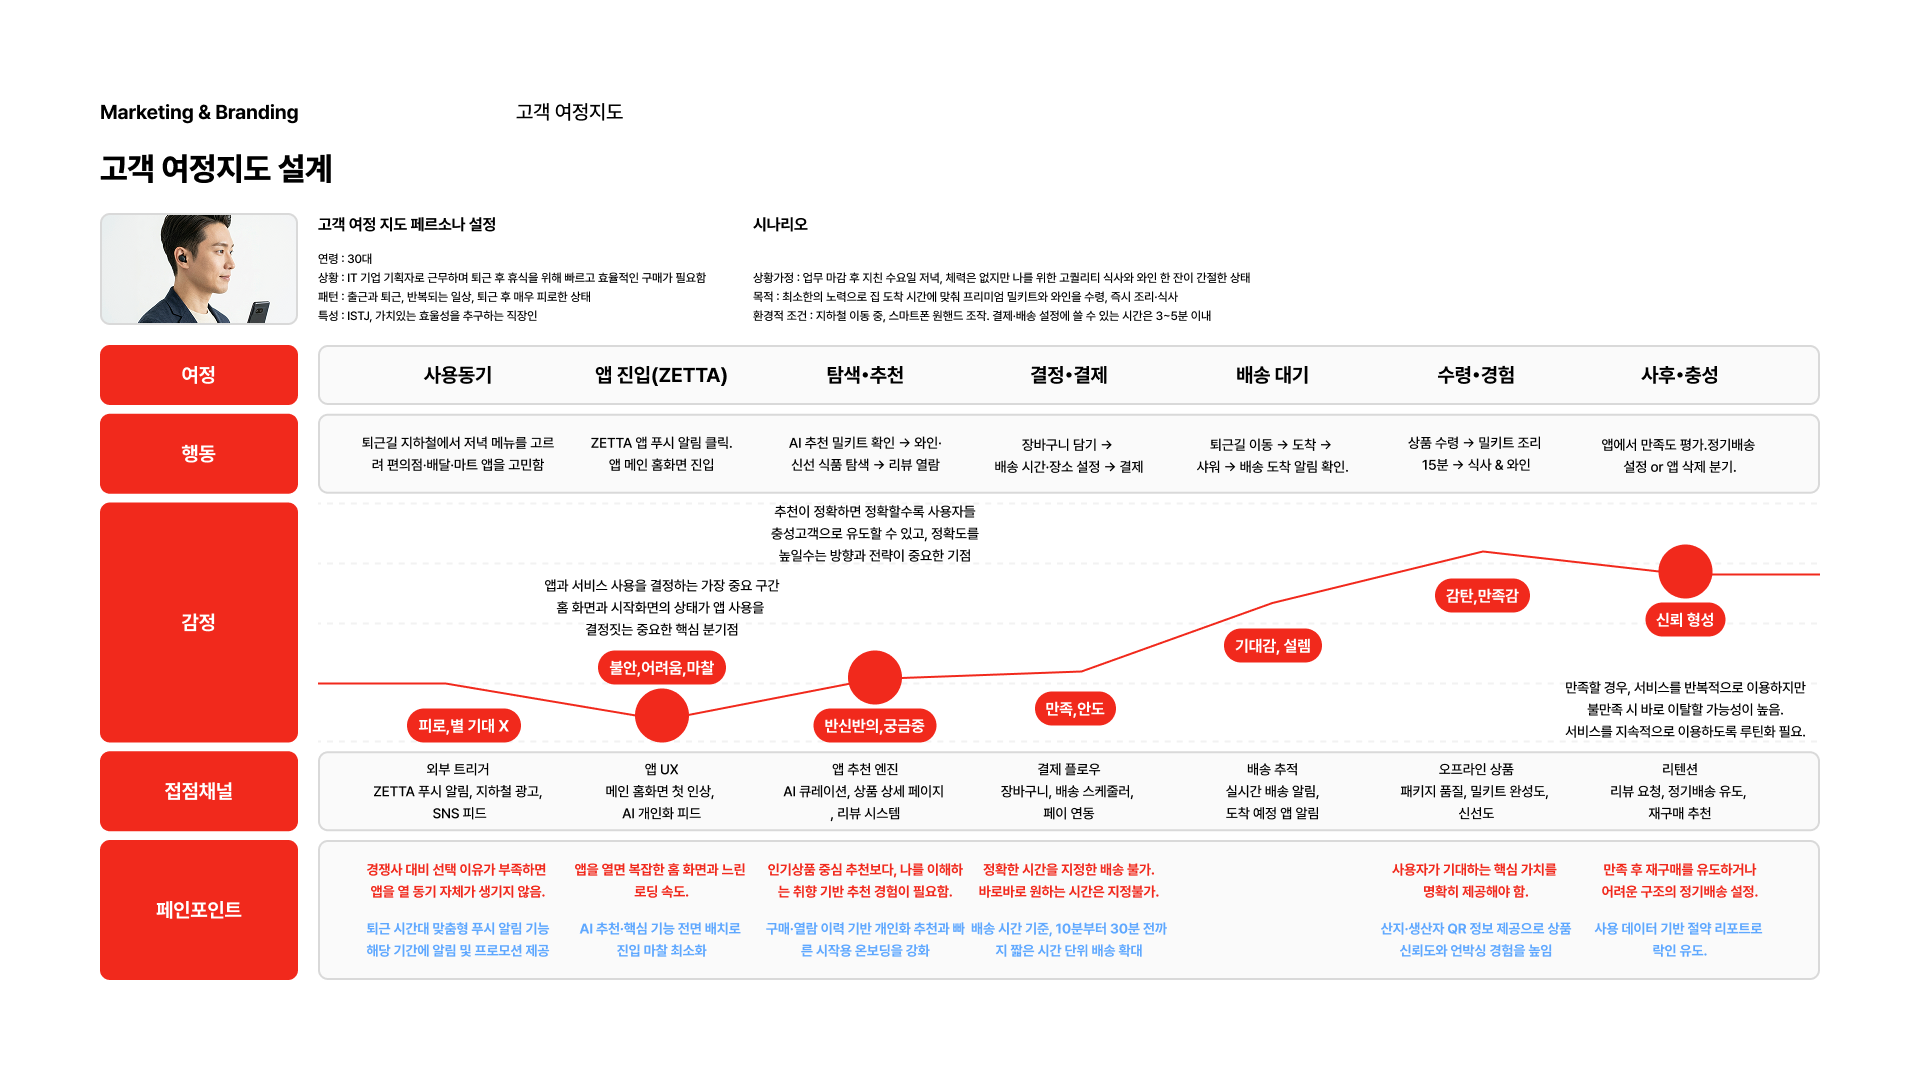 Marketing & Branding
고객 여정지도
고객 여정지도 설계
고객 여정 지도 페르소나 설정
연령 : 30대
상황 : IT 기업 기획자로 근무하며 퇴근 후 휴식을 위해 빠르고 효율적인 구매가 필요함
패턴 : 출근과 퇴근, 반복되는 일상, 퇴근 후 매우 피로한 상태
특성 : ISTJ, 가치있는 효율성을 추구하는 직장인
시나리오
상황가정 : 업무 마감 후 지친 수요일 저녁, 체력은 없지만 나를 위한 고퀄리티 식사와 와인 한 잔이 간절한 상태
목적 : 최소한의 노력으로 집 도착 시간에 맞춰 프리미엄 밀키트와 와인을 수령, 즉시 조리·식사
환경적 조건 : 지하철 이동 중, 스마트폰 원핸드 조작. 결제·배송 설정에 쓸 수 있는 시간은 3~5분 이내
여정
사용동기
앱 진입(ZETTA)
탐색•추천
결정•결제
배송 대기
수령•경험
사후•충성
행동
퇴근길 지하철에서 저녁 메뉴를 고르
려 편의점·배달·마트 앱을 고민함
ZETTA 앱 푸시 알림 클릭.
앱 메인 홈화면 진입
AI 추천 밀키트 확인 → 와인·
신선 식품 탐색 → 리뷰 열람
장바구니 담기 →
배송 시간·장소 설정 → 결제
퇴근길 이동 → 도착 →
샤워 → 배송 도착 알림 확인.
상품 수령 → 밀키트 조리
15분 → 식사 & 와인
앱에서 만족도 평가.정기배송
설정 or 앱 삭제 분기.
감정
추천이 정확하면 정확할수록 사용자들
충성고객으로 유도할 수 있고, 정확도를
높일수는 방향과 전략이 중요한 기점
앱과 서비스 사용을 결정하는 가장 중요 구간
홈 화면과 시작화면의 상태가 앱 사용을
결정짓는 중요한 핵심 분기점
피로,별 기대 X
불안,어려움,마찰
반신반의,궁금중
만족,안도
기대감, 설렘
감탄,만족감
신뢰 형성
만족할 경우, 서비스를 반복적으로 이용하지만
불만족 시 바로 이탈할 가능성이 높음.
서비스를 지속적으로 이용하도록 루틴화 필요.
접점채널
외부 트리거
ZETTA 푸시 알림, 지하철 광고,
SNS 피드
앱 UX
메인 홈화면 첫 인상,
AI 개인화 피드
앱 추천 엔진
AI 큐레이션, 상품 상세 페이지
, 리뷰 시스템
결제 플로우
장바구니, 배송 스케줄러,
페이 연동
배송 추적
실시간 배송 알림,
도착 예정 앱 알림
오프라인 상품
패키지 품질, 밀키트 완성도,
신선도
리텐션
리뷰 요청, 정기배송 유도,
재구매 추천
페인포인트
경쟁사 대비 선택 이유가 부족하면
앱을 열 동기 자체가 생기지 않음.
앱을 열면 복잡한 홈 화면과 느린
로딩 속도.
인기상품 중심 추천보다, 나를 이해하
는 취향 기반 추천 경험이 필요함.
정확한 시간을 지정한 배송 불가.
바로바로 원하는 시간은 지정불가.
사용자가 기대하는 핵심 가치를
명확히 제공해야 함.
만족 후 재구매를 유도하거나
어려운 구조의 정기배송 설정.
퇴근 시간대 맞춤형 푸시 알림 기능
해당 기간에 알림 및 프로모션 제공
AI 추천·핵심 기능 전면 배치로
진입 마찰 최소화
구매·열람 이력 기반 개인화 추천과 빠
른 시작용 온보딩을 강화
배송 시간 기준, 10분부터 30분 전까
지 짧은 시간 단위 배송 확대
산지·생산자 QR 정보 제공으로 상품
신뢰도와 언박싱 경험을 높임
사용 데이터 기반 절약 리포트로
락인 유도.